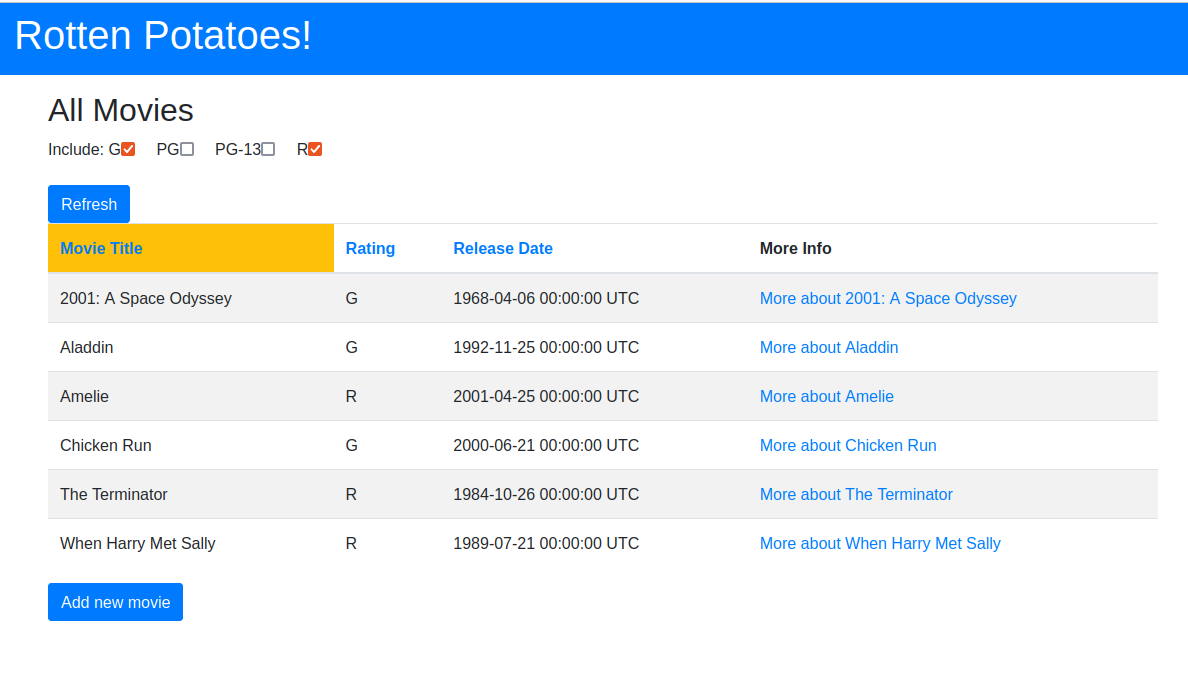 Rotten Potatoes!
All Movies
Include: G PG PG-13 R
Refresh
Movie Title Rating Release Date More Info
2001: A Space Odyssey G 1968-04-06 00:00:00 UTC More about 2001: A Space Odyssey
Aladdin G 1992-11-25 00:00:00 UTC More about Aladdin
Amelie R 2001-04-25 00:00:00 UTC More about Amelie
Chicken Run G 2000-06-21 00:00:00 UTC More about Chicken Run
The Terminator R 1984-10-26 00:00:00 UTC More about The Terminator
When Harry Met Sally R 1989-07-21 00:00:00 UTC More about When Harry Met Sally
Add new movie